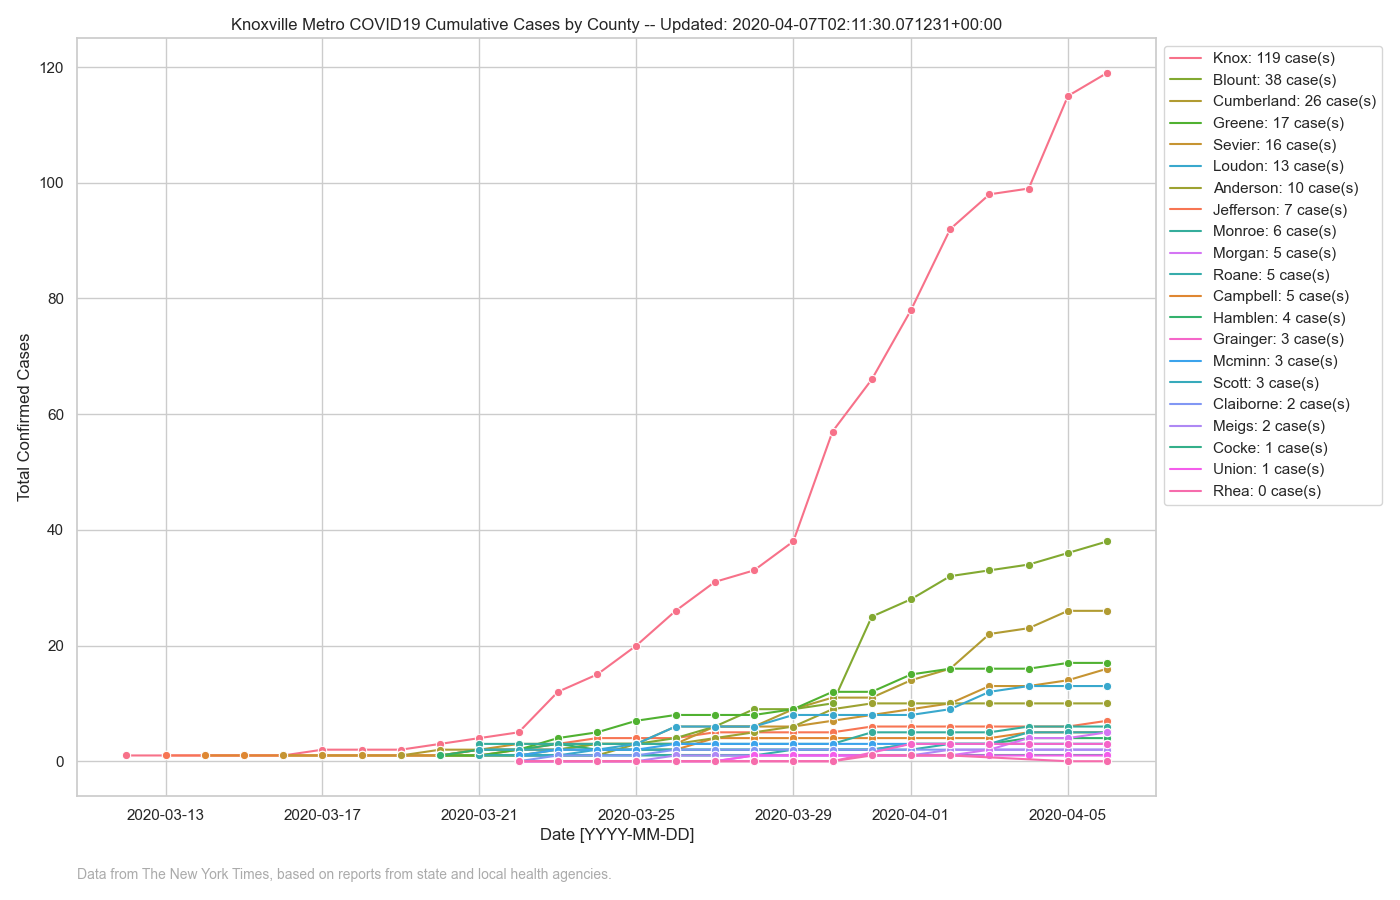 Knoxville Metro COVID19 Cumulative Cases by County -- Updated: 2020-04-07T02:11:30.071231+00:00
120
100
80
60
40
20
0
Total Confirmed Cases
2020-03-13
2020-03-17
2020-03-21
2020-03-25
2020-03-29
2020-04-01
2020-04-05
Date [YYYY-MM-DD]
Knox: 119 case(s)
Blount: 38 case(s)
Cumberland: 26 case(s)
Greene: 17 case(s)
Sevier: 16 case(s)
Loudon: 13 case(s)
Anderson: 10 case(s)
Jefferson: 7 case(s)
Monroe: 6 case(s)
Morgan: 5 case(s)
Roane: 5 case(s)
Campbell: 5 case(s)
Hamblen: 4 case(s)
Grainger: 3 case(s)
Mcminn: 3 case(s)
Scott: 3 case(s)
Claiborne: 2 case(s)
Meigs: 2 case(s)
Cocke: 1 case(s)
Union: 1 case(s)
Rhea: 0 case(s)
Data from The New York Times, based on reports from state and local health agencies.